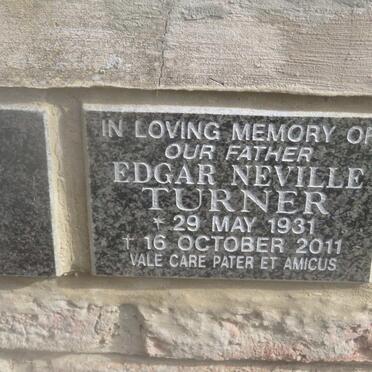 IN LOVING MEMORY OF
OUR FATHER
EDGAR NEVILLE
TURNER
* 29 MAY 1931
† 16 OCTOBER 2011
VALE CARE PATER ET AMICUS